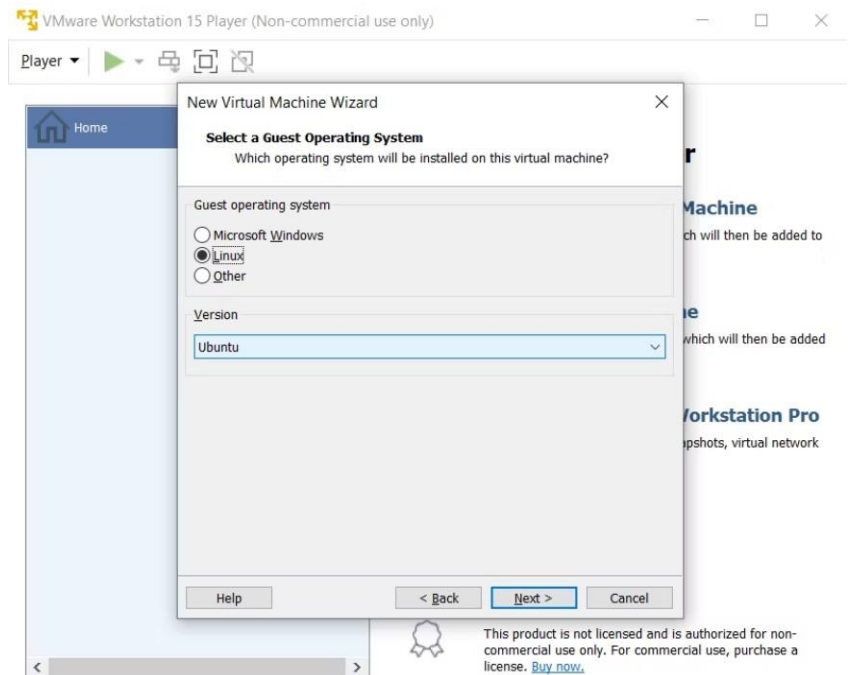 VMware Workstation 15 Player (Non-commercial use only)
Player
Home
New Virtual Machine Wizard
Select a Guest Operating System
Which operating system will be installed on this virtual machine?
Guest operating system
Microsoft Windows
Linux
Other
Version
Ubuntu
Help
< Back
Next >
Cancel
r
Machine
ch will then be added to
ne
which will then be added
Workstation Pro
apshots, virtual network
This product is not licensed and is authorized for non-
commercial use only. For commercial use, purchase a
license. Buy now.